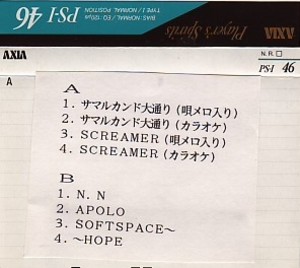 PS-I 46
BIAS: NORMAL / EQ: 120μs
TYPE I / NORMAL POSITION
Player's Spirits
AXIA
AXIA
N.R.□
PS-I 46
A
A
1. サマルカンド大通り (唄メロ入り)
2. サマルカンド大通り (カラオケ)
3. SCREAMER (唄メロ入り)
4. SCREAMER (カラオケ)
B
1. N. N
2. APOLO
3. SOFTSPACE～
4. ～HOPE